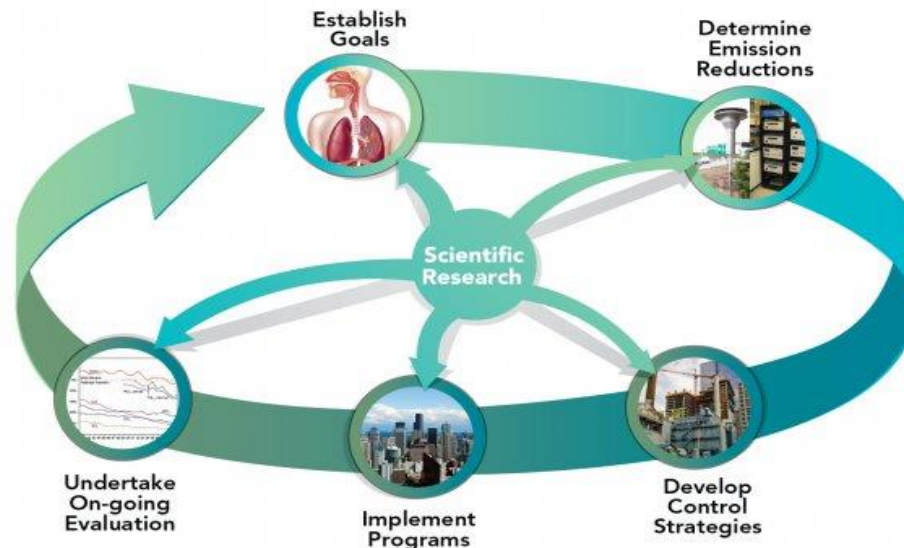 Establish
Goals
Determine
Emission
Reductions
Scientific
Research
Undertake
On-going
Evaluation
Implement
Programs
Develop
Control
Strategies